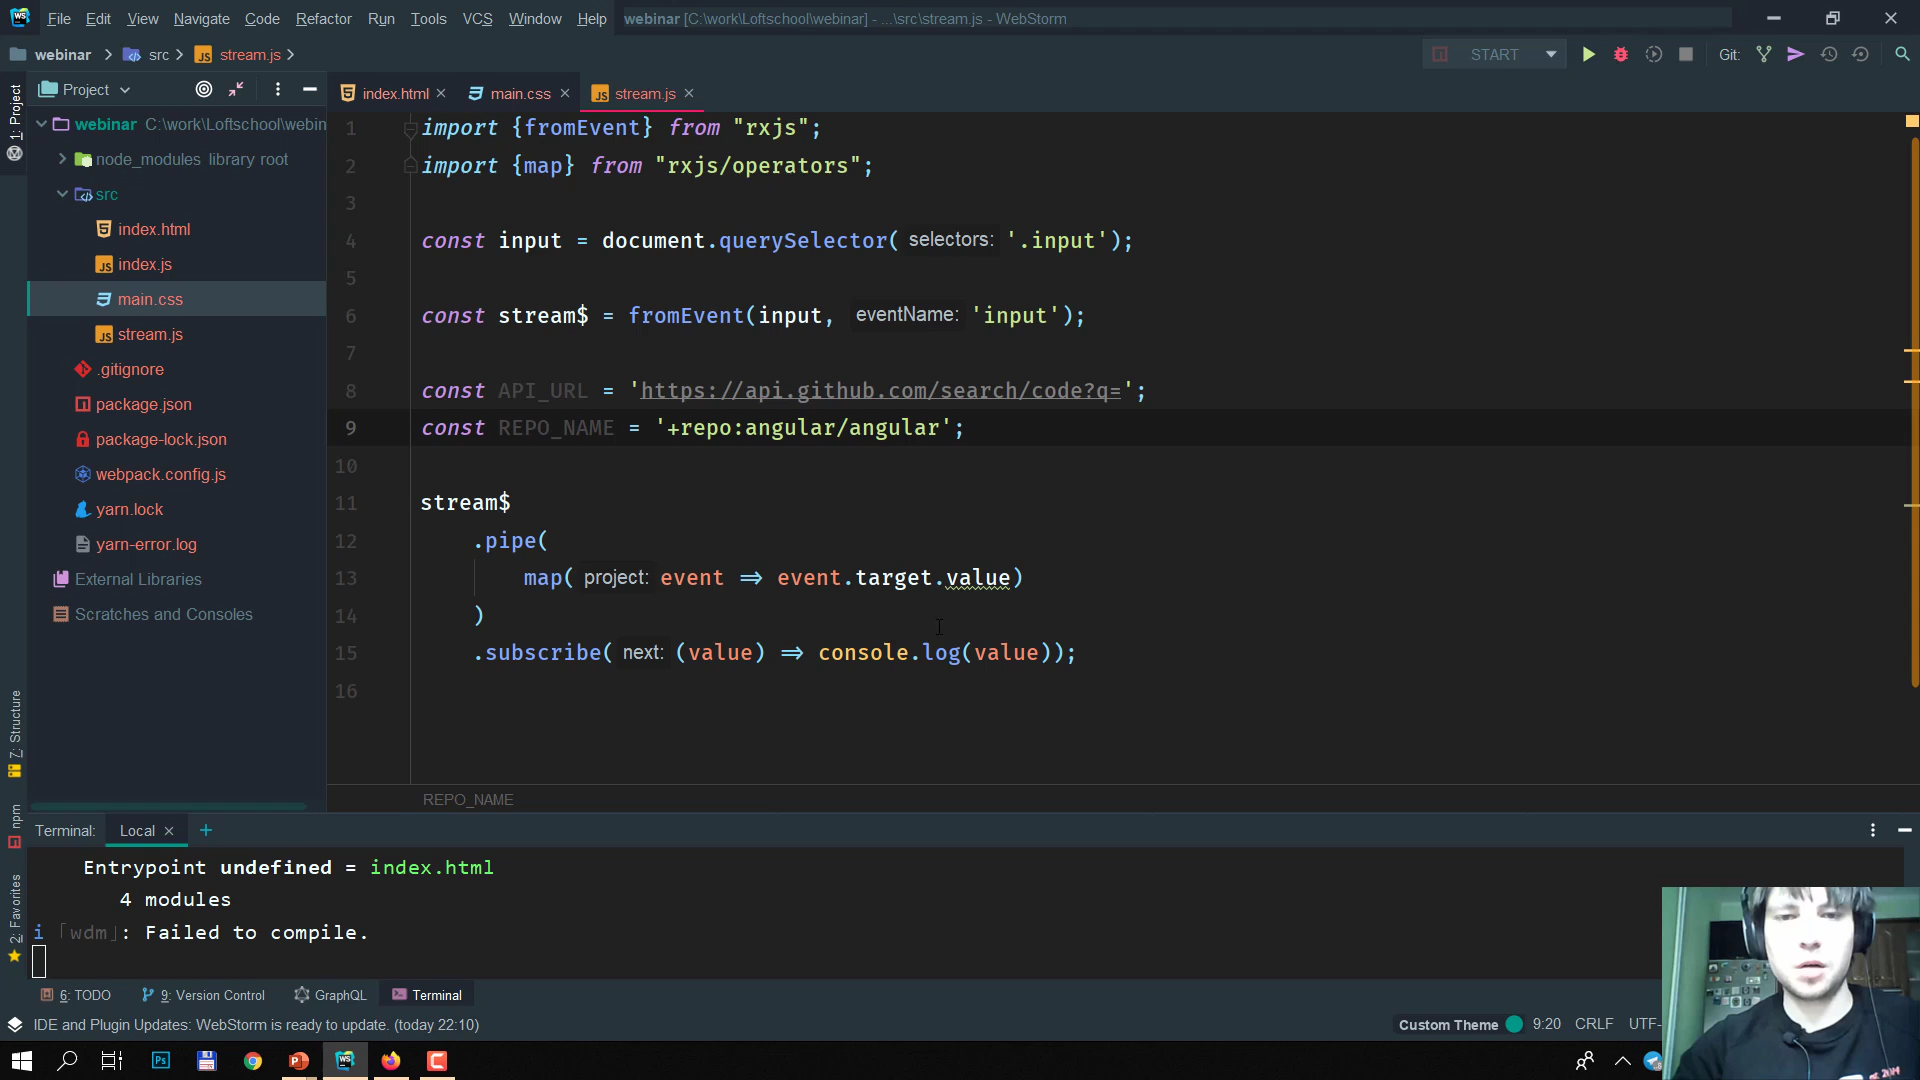 File Edit View Navigate Code Refactor Run Tools VCS Window Help webinar [C:\work\Loftschool\webinar] - ...\src\stream.js - WebStorm
webinar src stream.js START Git:
Project
index.html main.css stream.js
1: Project
webinar C:\work\Loftschool\webin
node_modules library root
src
index.html
index.js
main.css
stream.js
.gitignore
package.json
package-lock.json
webpack.config.js
yarn.lock
yarn-error.log
External Libraries
Scratches and Consoles
1 import {fromEvent} from "rxjs";
2 import {map} from "rxjs/operators";
3
4 const input = document.querySelector( selectors: '.input');
5
6 const stream$ = fromEvent(input, eventName: 'input');
7
8 const API_URL = 'https://api.github.com/search/code?q=';
9 const REPO_NAME = '+repo:angular/angular';
10
11 stream$
12 .pipe(
13 map( project: event ⇒ event.target.value)
14 )
15 .subscribe( next: (value) ⇒ console.log(value));
16
REPO_NAME
7: Structure
npm
2: Favorites
Terminal: Local +
Entrypoint undefined = index.html
4 modules
i 「wdm」: Failed to compile.
6: TODO 9: Version Control GraphQL Terminal
IDE and Plugin Updates: WebStorm is ready to update. (today 22:10) Custom Theme 9:20 CRLF UTF-